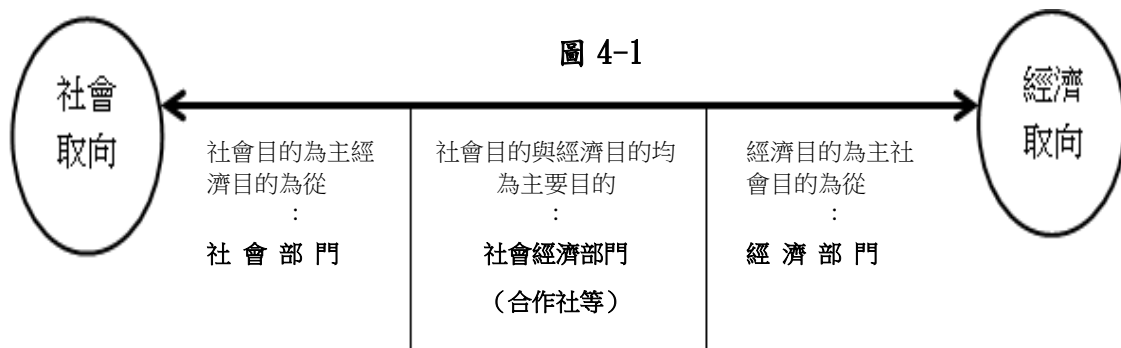 圖 4-1
社會
取向
經濟
取向
社會目的為主經
濟目的為從
:
社 會 部 門
社會目的與經濟目的均
為主要目的
:
社會經濟部門
（合作社等）
經濟目的為主社
會目的為從
:
經 濟 部 門